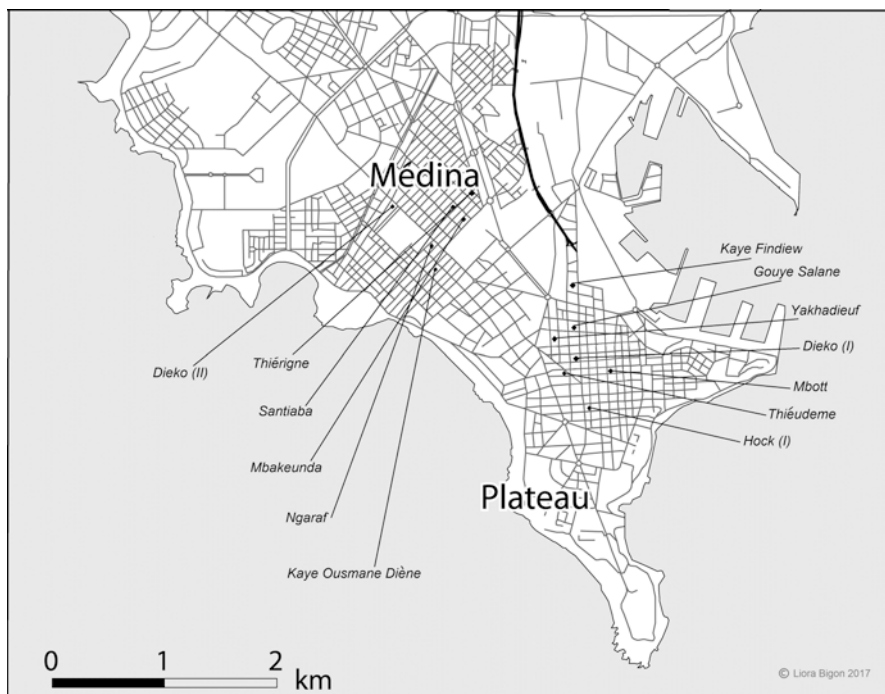 Médina
Kaye Findiew
Gouye Salane
Yakhadieuf
Dieko (I)
Mbott
Thiéudeme
Hock (I)
Dieko (II)
Thiérigne
Santiaba
Mbakeunda
Ngaraf
Kaye Ousmane Diène
Plateau
0 1 2
km
© Liora Bigon 2017